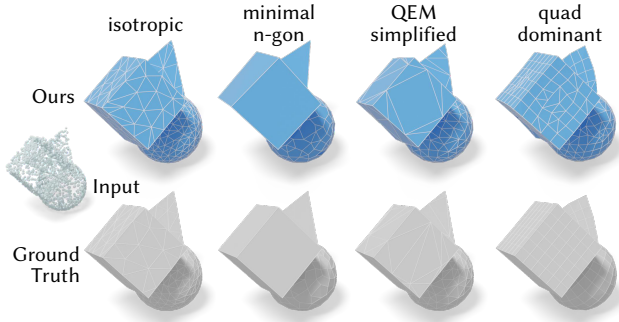 isotropic
minimal
n-gon
QEM
simplified
quad
dominant
Ours
Input
Ground
Truth